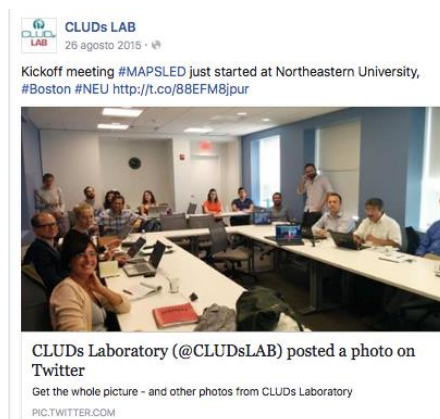 CLUDs
LAB
CLUDs LAB
26 agosto 2015 ·
Kickoff meeting #MAPSLED just started at Northeastern University,
#Boston #NEU http://t.co/88EFM8jpur
CLUDs Laboratory (@CLUDsLAB) posted a photo on
Twitter
Get the whole picture - and other photos from CLUDs Laboratory
PIC.TWITTER.COM